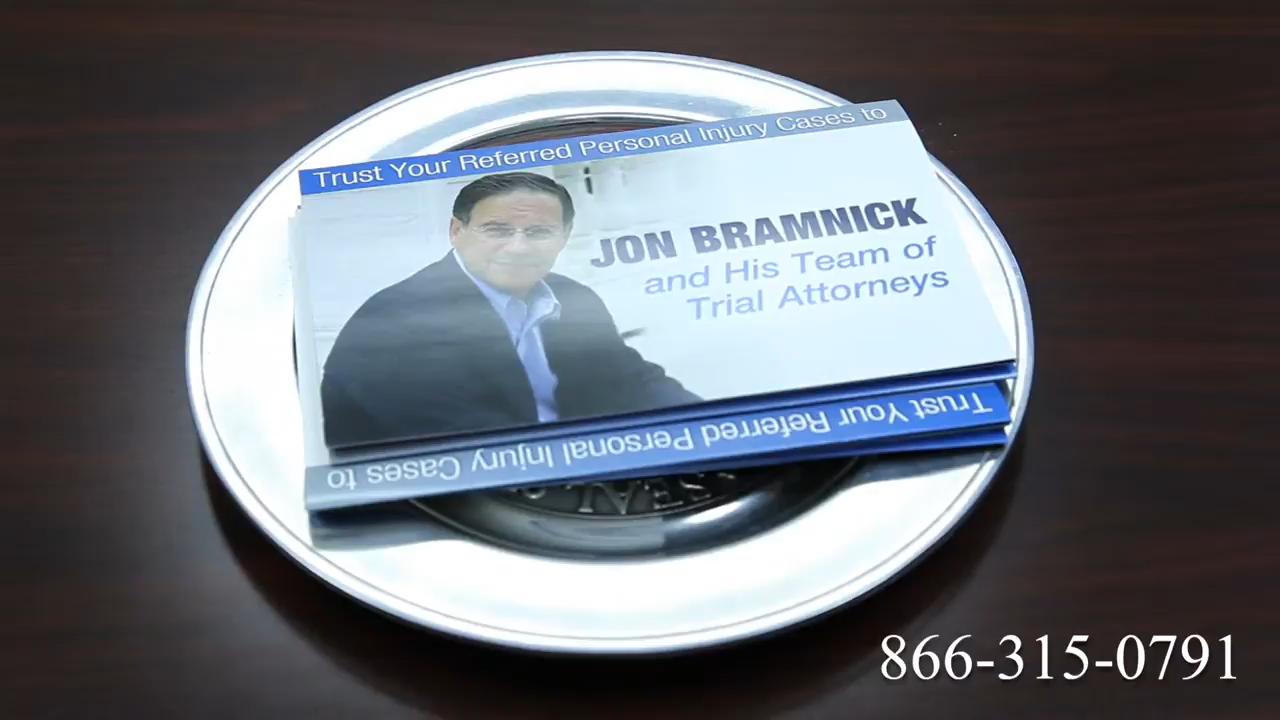 Trust Your Referred Personal Injury Cases to
JON BRAMNICK
and His Team of
Trial Attorneys
Trust Your Referred Personal Injury Cases to
866-315-0791